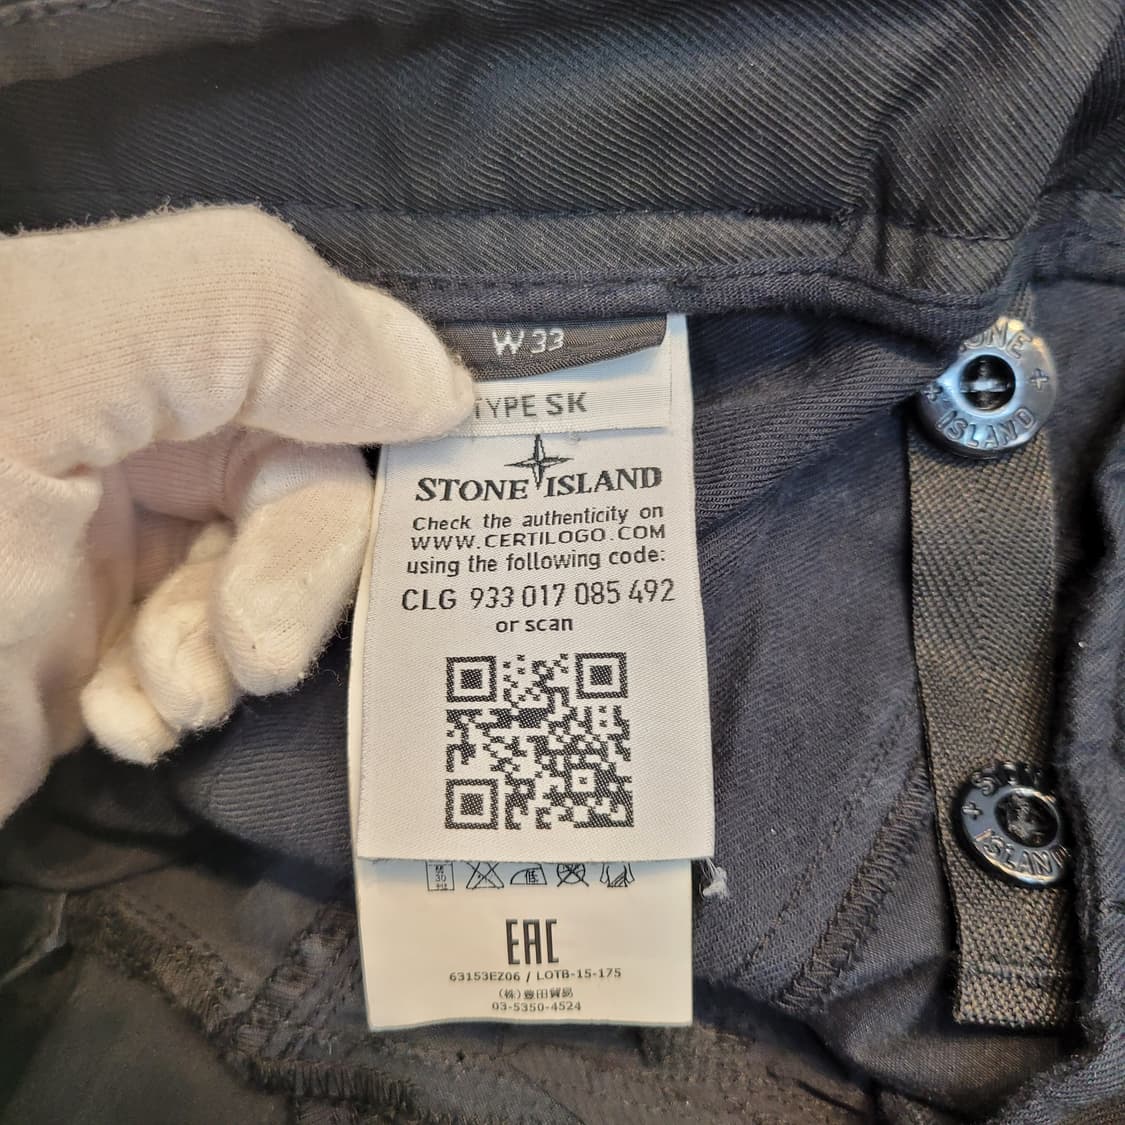 W 33
TYPE SK
STONE ISLAND
Check the authenticity on
WWW.CERTILOGO.COM
using the following code:
CLG 933 017 085 492
or scan
EAC
63153EZ06 / LOTB-15-175
(株)豊田貿易
03-5350-4524
STONE
ISLAND
ISLAND